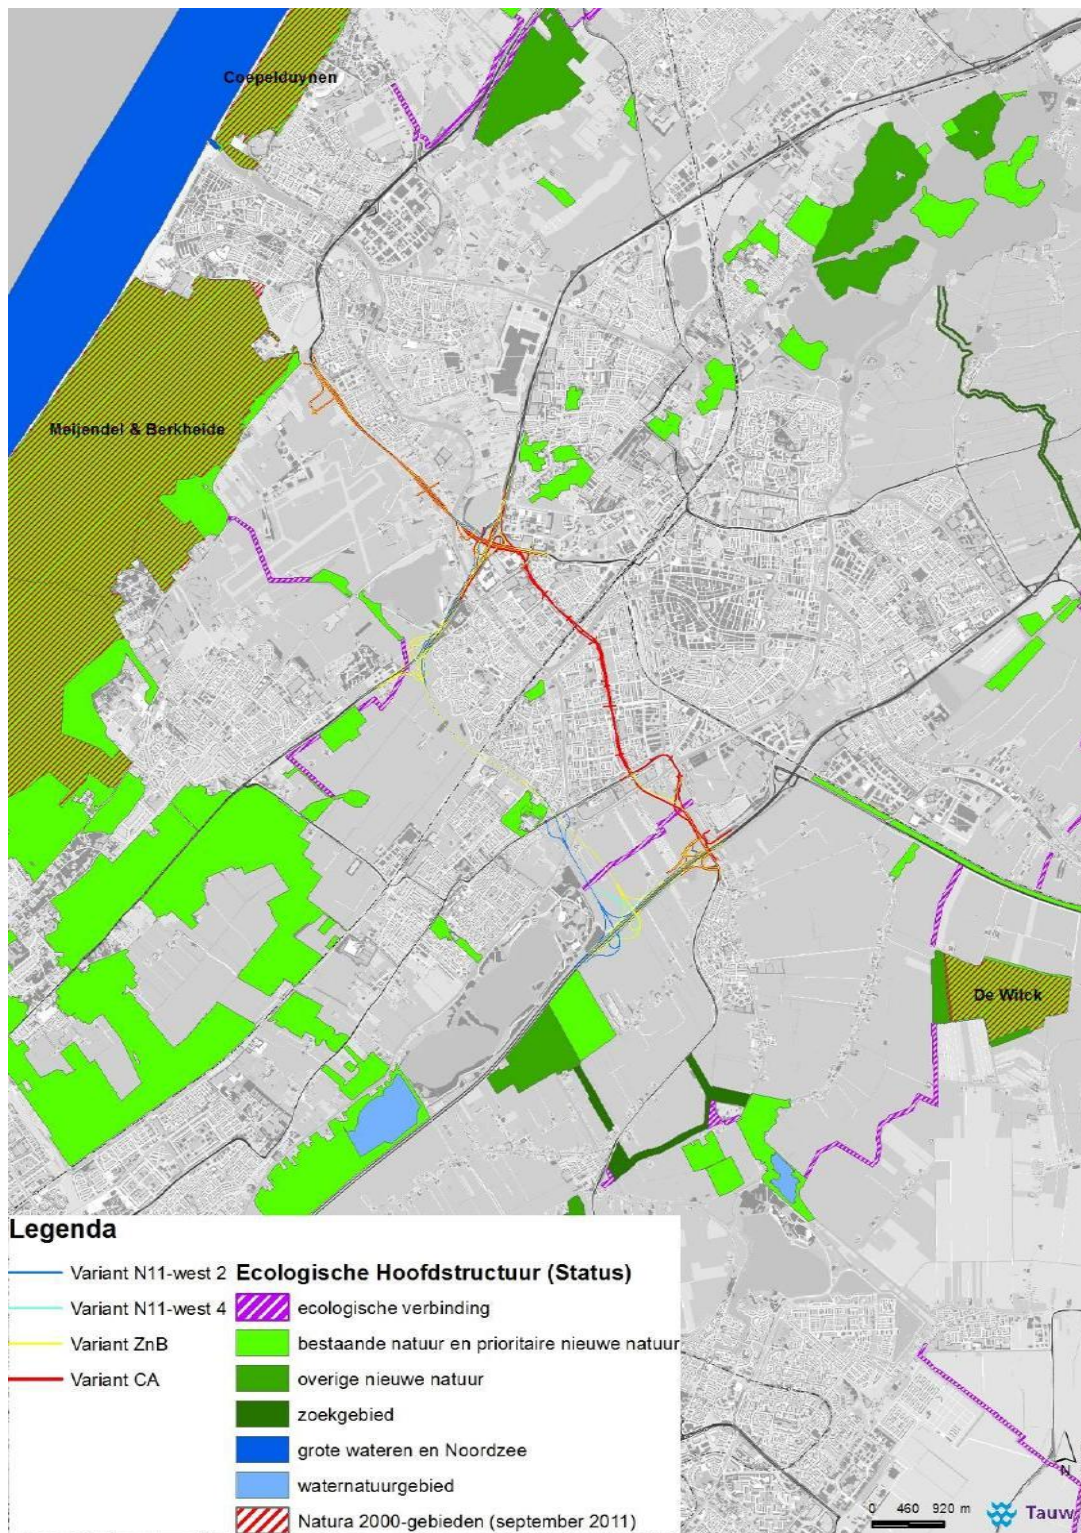 Coepelduynen
Meijendel & Berkheide
De Wilck
Legenda
Variant N11-west 2
Variant N11-west 4
Variant ZnB
Variant CA
Ecologische Hoofdstructuur (Status)
ecologische verbinding
bestaande natuur en prioritaire nieuwe natuur
overige nieuwe natuur
zoekgebied
grote wateren en Noordzee
waternatuurgebied
Natura 2000-gebieden (september 2011)
N
0 460 920 m
Tauw